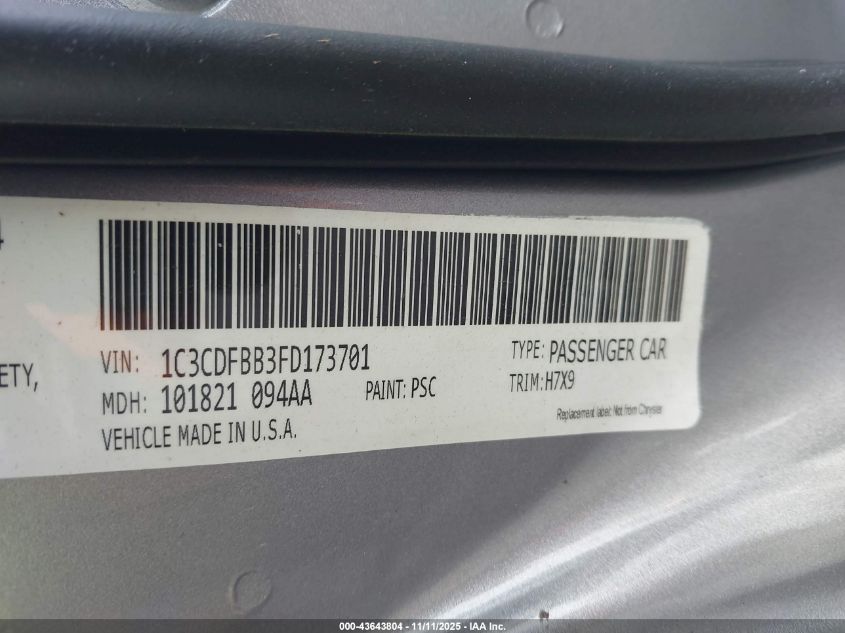 VIN: 1C3CDFBB3FD173701
TYPE: PASSENGER CAR
ETY,
MDH: 101821 094AA
PAINT: PSC
TRIM: H7X9
VEHICLE MADE IN U.S.A.
Replacement label: Not from Chrysler
000-43643804 - 11/11/2025 - IAA Inc.